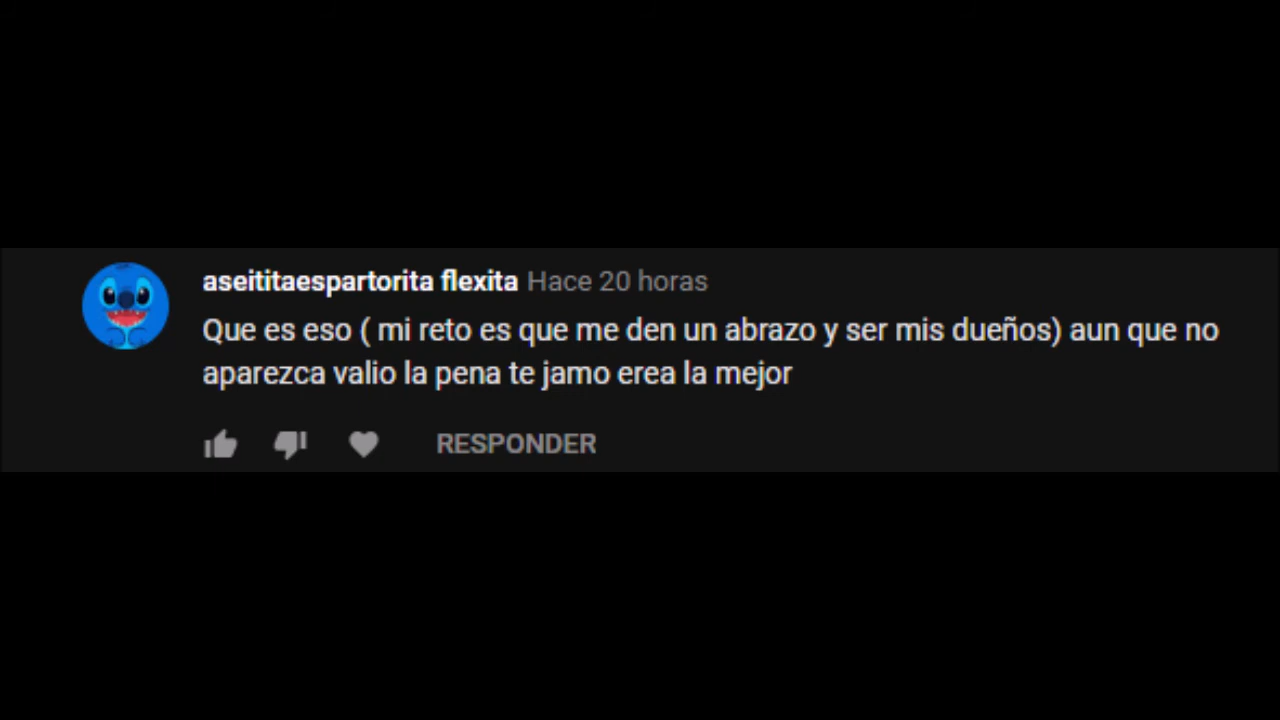 aseititaespartorita flexita Hace 20 horas
Que es eso ( mi reto es que me den un abrazo y ser mis dueños) aun que no
aparezca valio la pena te jamo erea la mejor
RESPONDER